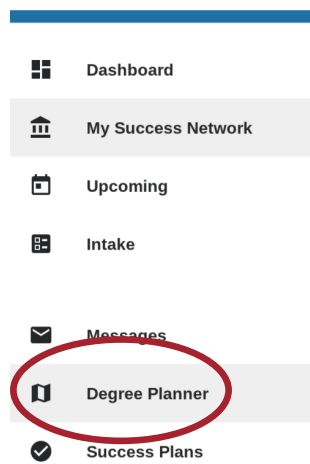 Dashboard
My Success Network
Upcoming
Intake
Messages
Degree Planner
Success Plans